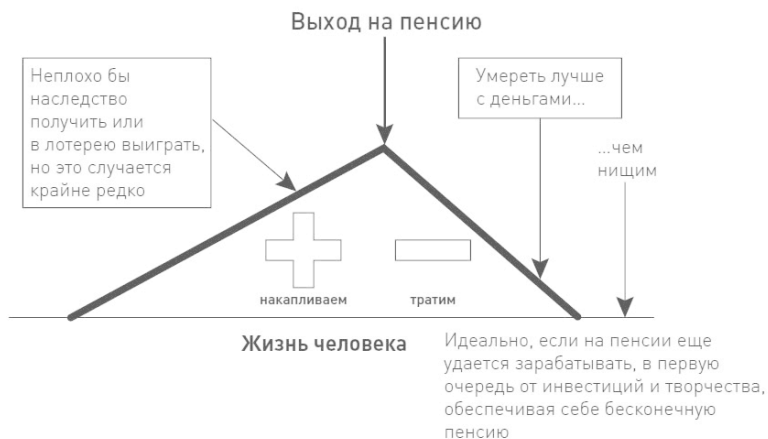 Выход на пенсию
Неплохо бы
наследство
получить или
в лотерею выиграть,
но это случается
крайне редко
Умереть лучше
с деньгами...
...чем
нищим
накапливаем
тратим
Жизнь человека
Идеально, если на пенсии еще
удается зарабатывать, в первую
очередь от инвестиций и творчества,
обеспечивая себе бесконечную
пенсию